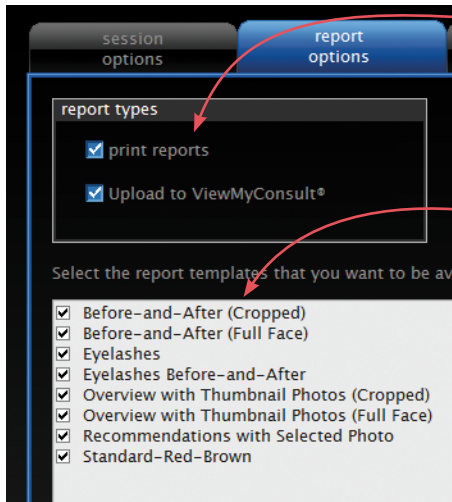 session
options
report
options
report types
print reports
Upload to ViewMyConsult®
Select the report templates that you want to be av
Before-and-After (Cropped)
Before-and-After (Full Face)
Eyelashes
Eyelashes Before-and-After
Overview with Thumbnail Photos (Cropped)
Overview with Thumbnail Photos (Full Face)
Recommendations with Selected Photo
Standard-Red-Brown